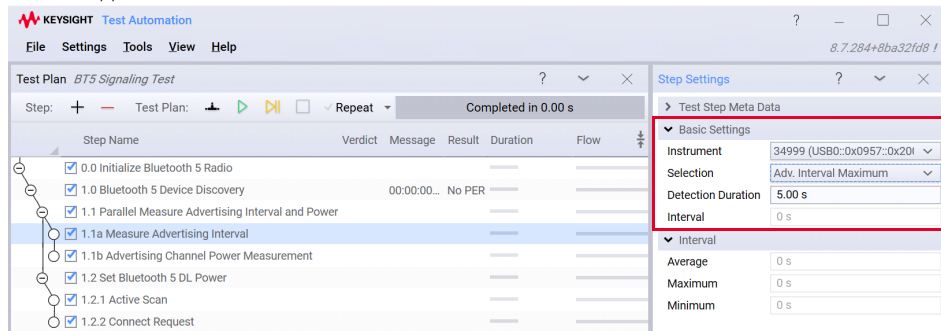 KEYSIGHT Test Automation ?
File Settings Tools View Help 8.7.284+8ba32fd8 !
Test Plan BT5 Signaling Test ? Step Settings ?
Step: Test Plan: Repeat Completed in 0.00 s Test Step Meta Data
Basic Settings
Step Name Verdict Message Result Duration Flow Instrument 34999 (USB0::0x0957::0x20
0.0 Initialize Bluetooth 5 Radio Selection Adv. Interval Maximum
1.0 Bluetooth 5 Device Discovery 00:00:00... No PER Detection Duration 5.00 s
1.1 Parallel Measure Advertising Interval and Power Interval 0 s
1.1a Measure Advertising Interval Interval
1.1b Advertising Channel Power Measurement Average 0 s
1.2 Set Bluetooth 5 DL Power Maximum 0 s
1.2.1 Active Scan Minimum 0 s
1.2.2 Connect Request